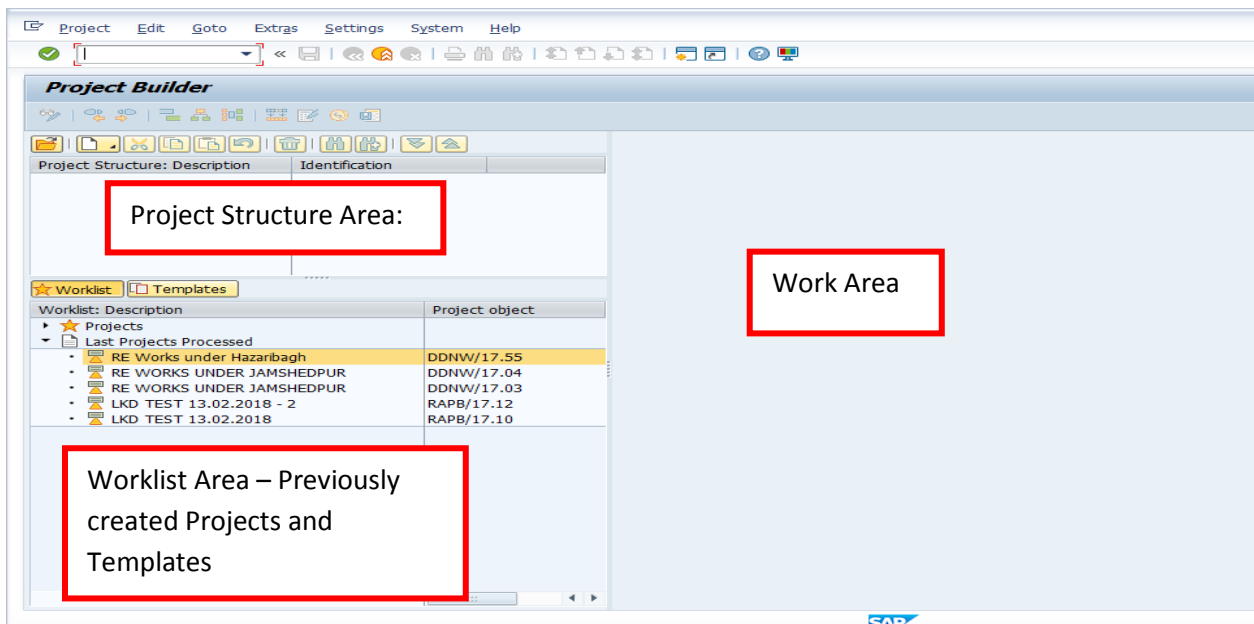 Project Edit Goto Extras Settings System Help
Project Builder
Project Structure: Description Identification
Project Structure Area:
Work Area
Worklist Templates
Worklist: Description Project object
Projects
Last Projects Processed
RE Works under Hazaribagh DDNW/17.55
RE WORKS UNDER JAMSHEDPUR DDNW/17.04
RE WORKS UNDER JAMSHEDPUR DDNW/17.03
LKD TEST 13.02.2018 - 2 RAPB/17.12
LKD TEST 13.02.2018 RAPB/17.10
Worklist Area – Previously
created Projects and
Templates
SAP